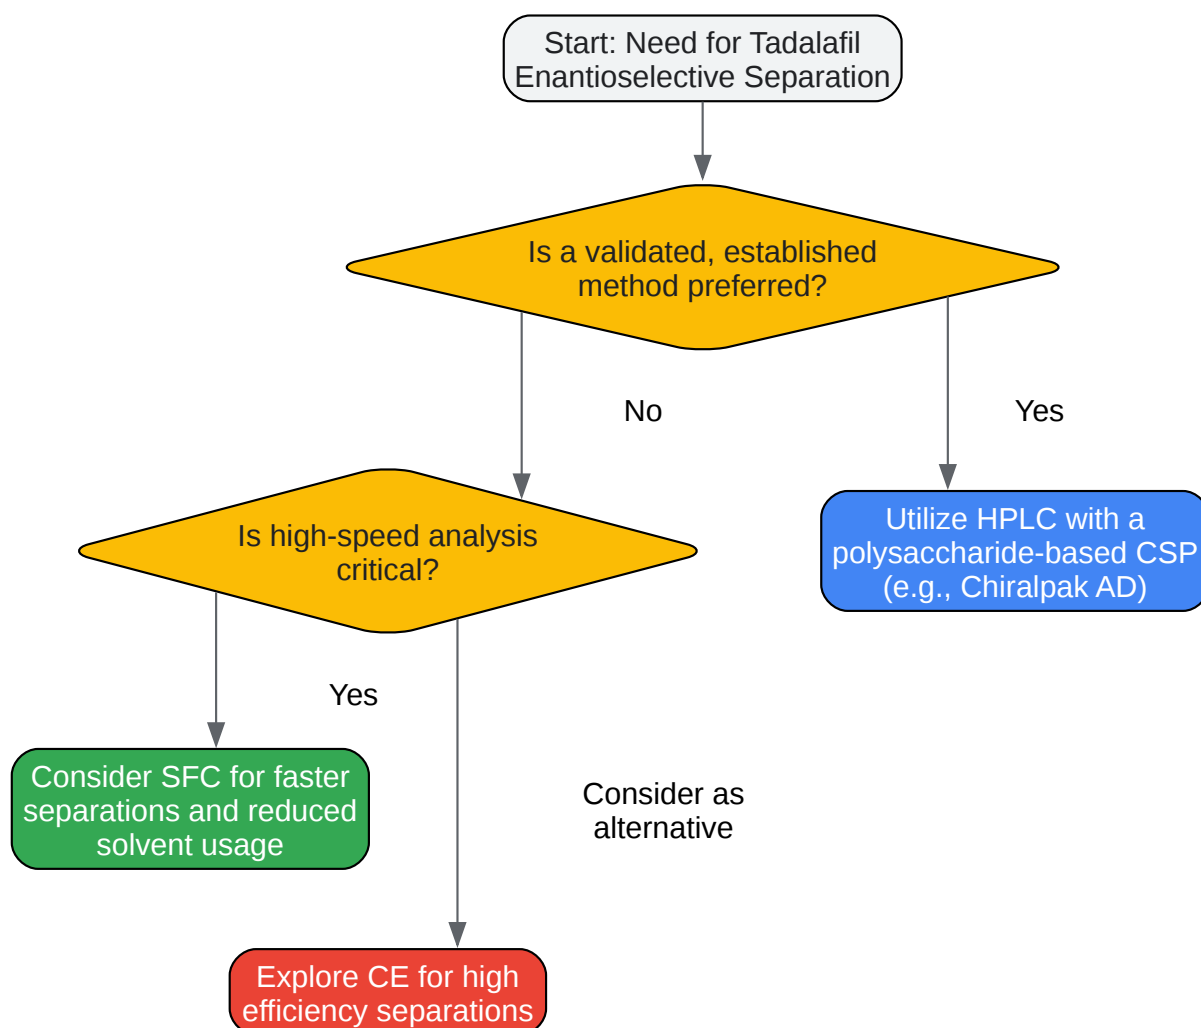 Start: Need for Tadalafil
Enantioselective Separation
Is a validated, established
method preferred?
No
Yes
Is high-speed analysis
critical?
Utilize HPLC with a
polysaccharide-based CSP
(e.g., Chiralpak AD)
Yes
Consider SFC for faster
separations and reduced
solvent usage
Consider as
alternative
Explore CE for high
efficiency separations